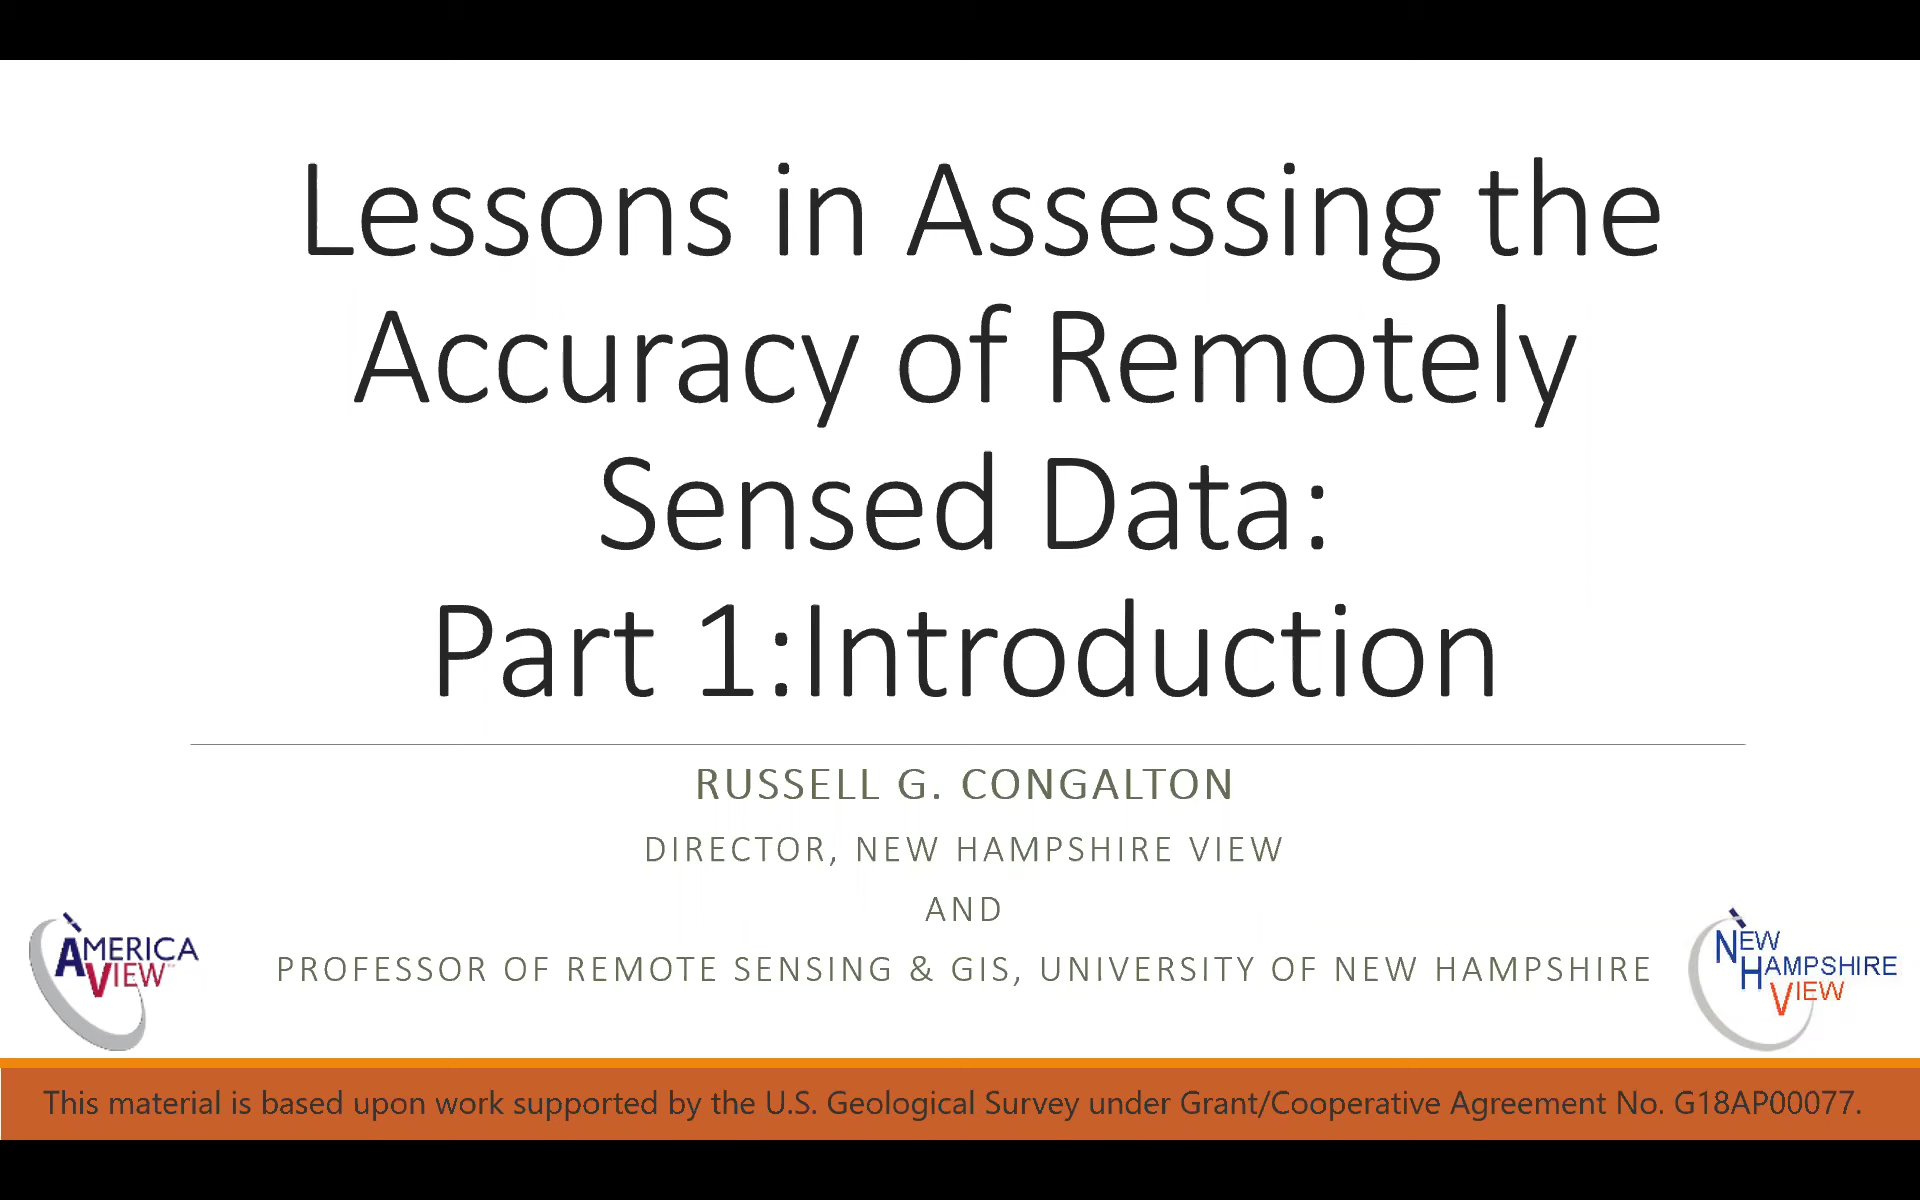 Lessons in Assessing the
Accuracy of Remotely
Sensed Data:
Part 1:Introduction
RUSSELL G. CONGALTON
DIRECTOR, NEW HAMPSHIRE VIEW
AND
PROFESSOR OF REMOTE SENSING & GIS, UNIVERSITY OF NEW HAMPSHIRE
AMERICA
VIEW
NEW
HAMPSHIRE
VIEW
This material is based upon work supported by the U.S. Geological Survey under Grant/Cooperative Agreement No. G18AP00077.